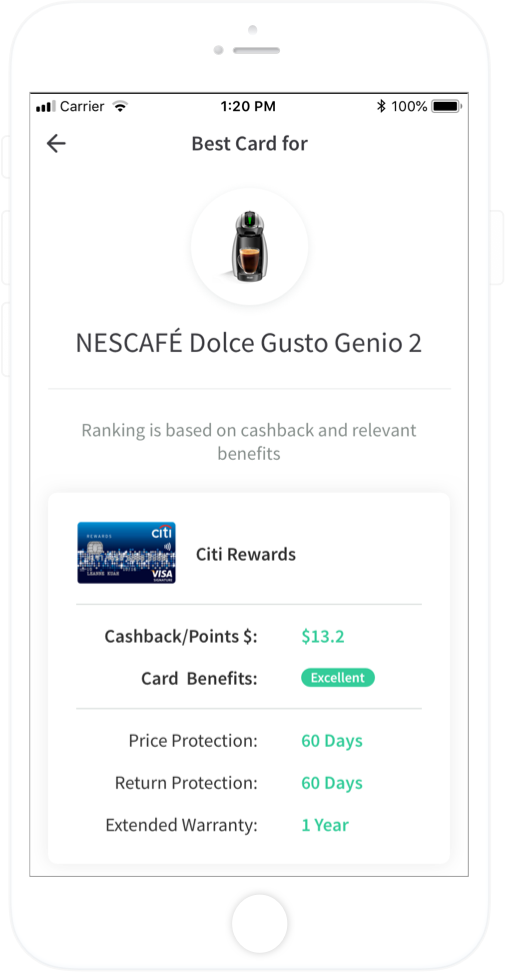 Carrier 1:20 PM 100%
Best Card for
NESCAFÉ Dolce Gusto Genio 2
Ranking is based on cashback and relevant
benefits
REWARDS citi
VISA
SIGNATURE
Citi Rewards
Cashback/Points $: $13.2
Card Benefits: Excellent
Price Protection: 60 Days
Return Protection: 60 Days
Extended Warranty: 1 Year